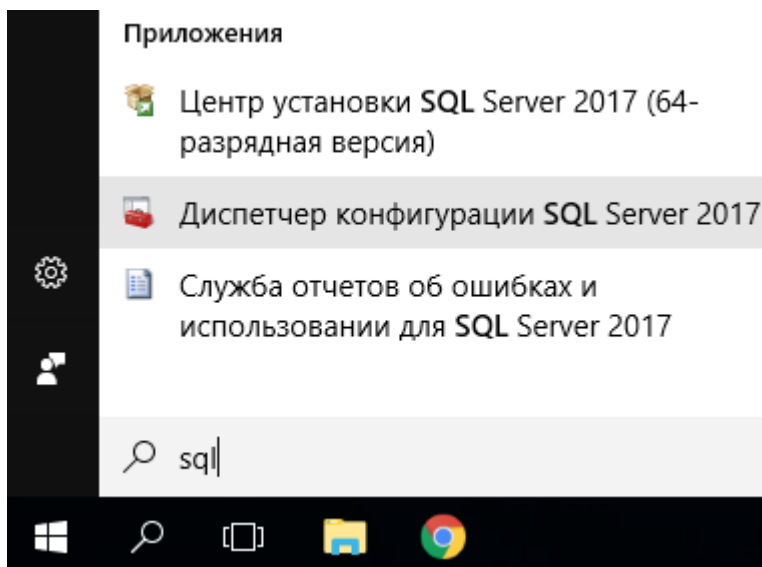 Приложения
Центр установки SQL Server 2017 (64-
разрядная версия)
Диспетчер конфигурации SQL Server 2017
Служба отчетов об ошибках и
использовании для SQL Server 2017
sql